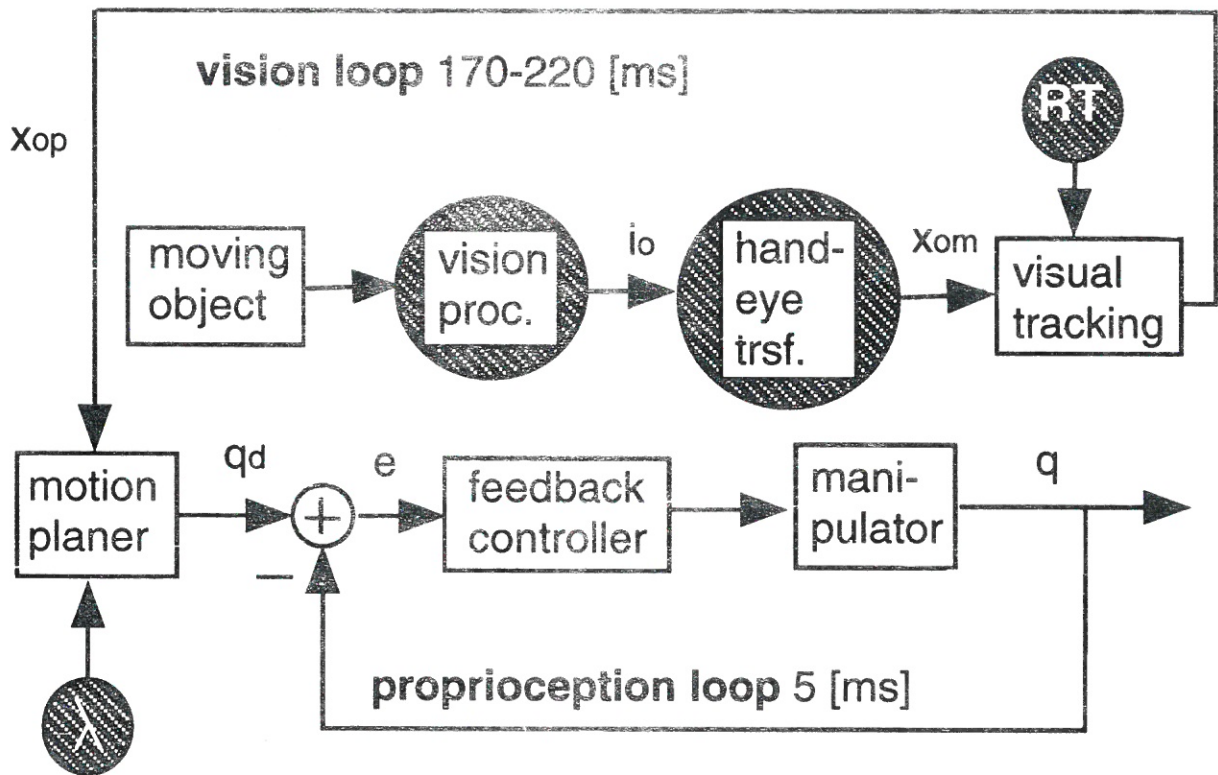 vision loop 170-220 [ms]
RT
xop
moving
object
vision
proc.
io
hand-
eye
trsf.
xom
visual
tracking
motion
planer
qd
+
−
e
feedback
controller
mani-
pulator
q
proprioception loop 5 [ms]
λ